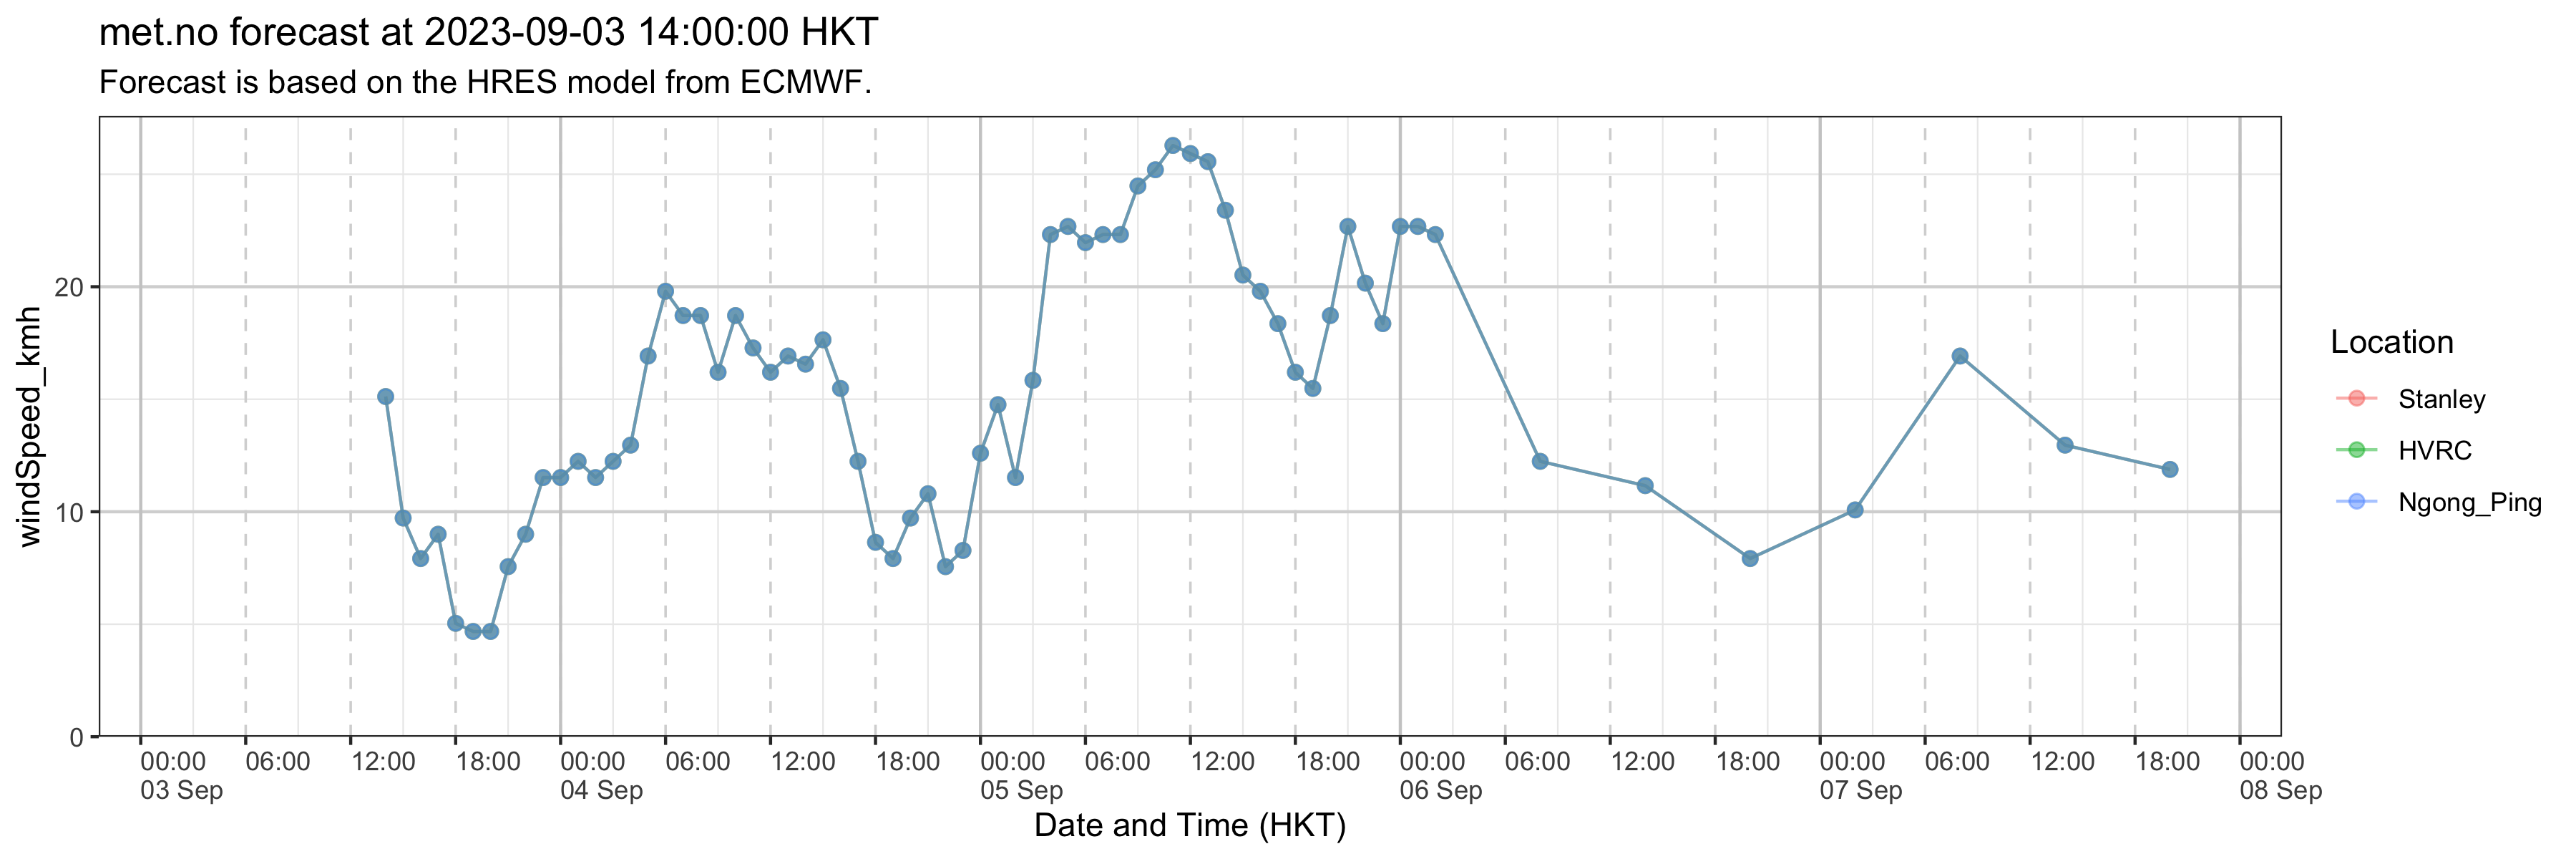 met.no forecast at 2023-09-03 14:00:00 HKT
Forecast is based on the HRES model from ECMWF.
windSpeed_kmh
20
10
0
00:00 06:00 12:00 18:00 00:00 06:00 12:00 18:00 00:00 06:00 12:00 18:00 00:00 06:00 12:00 18:00 00:00 06:00 12:00 18:00 00:00
03 Sep 04 Sep 05 Sep 06 Sep 07 Sep 08 Sep
Date and Time (HKT)
Location
Stanley
HVRC
Ngong_Ping